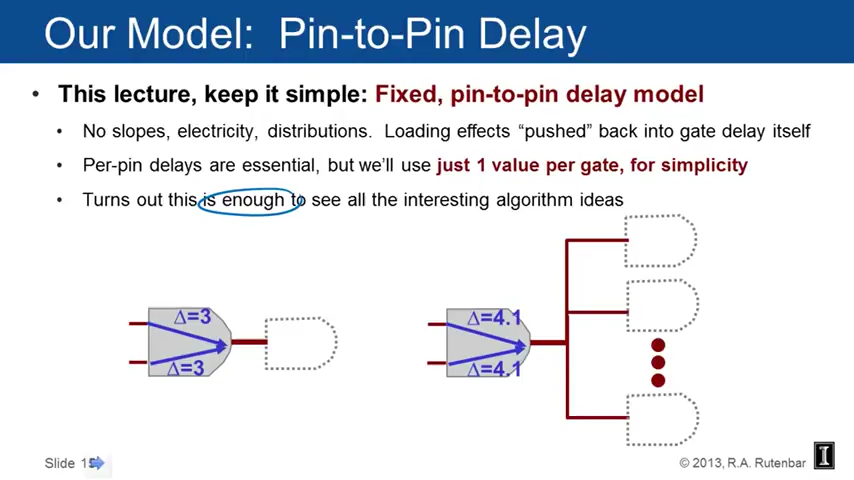 Our Model: Pin-to-Pin Delay
• This lecture, keep it simple: Fixed, pin-to-pin delay model
• No slopes, electricity, distributions. Loading effects “pushed” back into gate delay itself
• Per-pin delays are essential, but we’ll use just 1 value per gate, for simplicity
• Turns out this is enough to see all the interesting algorithm ideas
Δ=3
Δ=3
Δ=4.1
Δ=4.1
Slide
© 2013, R.A. Rutenbar
I